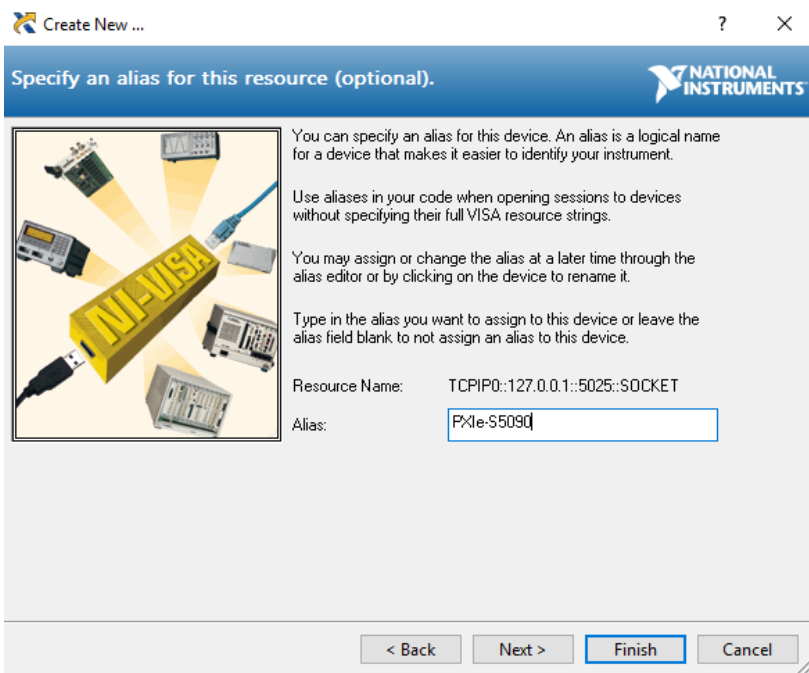 Create New ...
Specify an alias for this resource (optional).
NATIONAL
INSTRUMENTS
You can specify an alias for this device. An alias is a logical name
for a device that makes it easier to identify your instrument.
Use aliases in your code when opening sessions to devices
without specifying their full VISA resource strings.
You may assign or change the alias at a later time through the
alias editor or by clicking on the device to rename it.
Type in the alias you want to assign to this device or leave the
alias field blank to not assign an alias to this device.
NI-VISA
Resource Name: TCPIP0::127.0.0.1::5025::SOCKET
Alias: PXIe-S5090
< Back Next > Finish Cancel